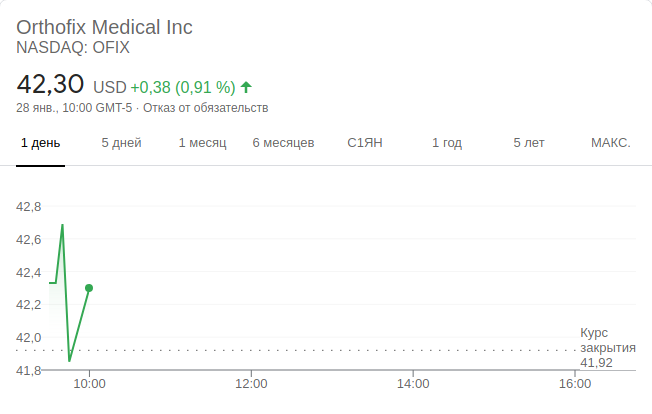 Orthofix Medical Inc
NASDAQ: OFIX
42,30 USD +0,38 (0,91 %)
28 янв., 10:00 GMT-5 · Отказ от обязательств
1 день 5 дней 1 месяц 6 месяцев С1ЯН 1 год 5 лет МАКС.
42,8
42,6
42,4
42,2
42,0
41,8
Курс
закрытия
41,92
10:00 12:00 14:00 16:00